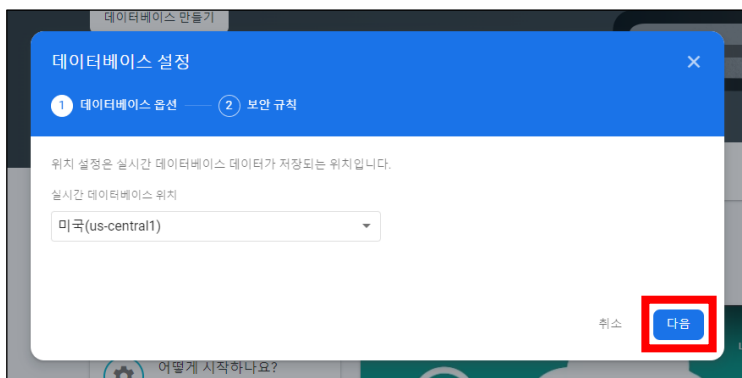 데이터베이스 만들기
데이터베이스 설정
1 데이터베이스 옵션 2 보안 규칙
위치 설정은 실시간 데이터베이스 데이터가 저장되는 위치입니다.
실시간 데이터베이스 위치
미국(us-central1)
취소 다음
어떻게 시작하나요?